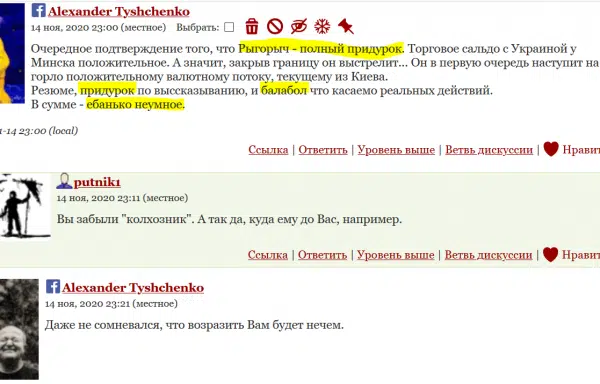 Alexander Tyshchenko
14 ноя, 2020 23:00 (местное) Выбрать:
Очередное подтверждение того, что Рыгорыч - полный придурок. Торговое сальдо с Украиной у
Минска положительное. А значит, закрыв границу он выстрелит... Он в первую очередь наступит на
горло положительному валютному потоку, текущему из Киева.
Резюме, придурок по высказыванию, и балабол что касаемо реальных действий.
В сумме - ебанько неумное.
1-14 23:00 (local)
Ссылка | Ответить | Уровень выше | Ветвь дискуссии | Нрави
putnik1
14 ноя, 2020 23:11 (местное)
Вы забыли "колхозник". А так да, куда ему до Вас, например.
Ссылка | Ответить | Уровень выше | Ветвь дискуссии | Нрави
Alexander Tyshchenko
14 ноя, 2020 23:21 (местное)
Даже не сомневался, что возразить Вам будет нечем.